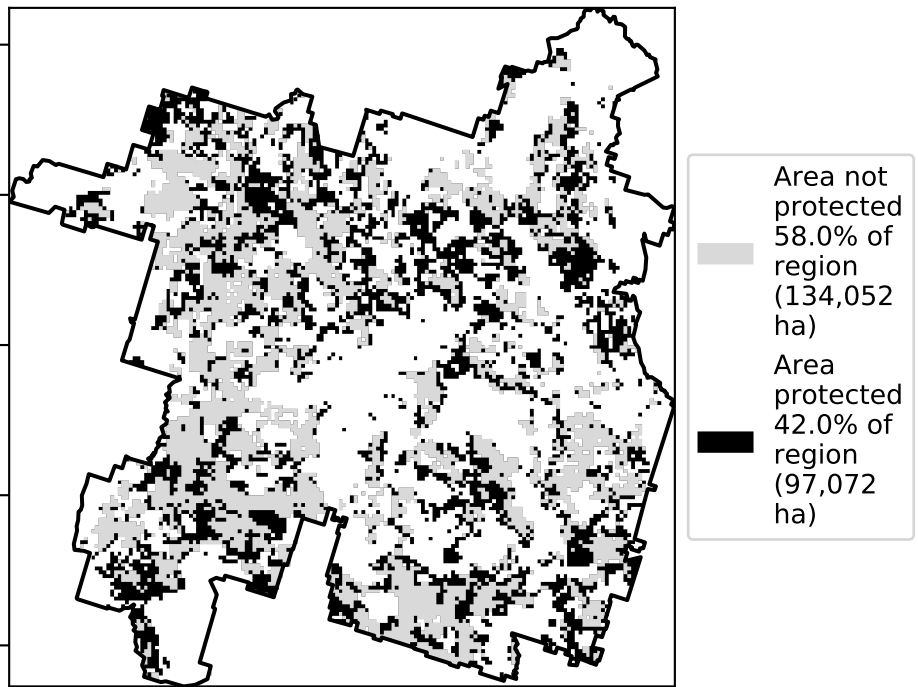 Area not
protected
58.0% of
region
(134,052
ha)
Area
protected
42.0% of
region
(97,072
ha)